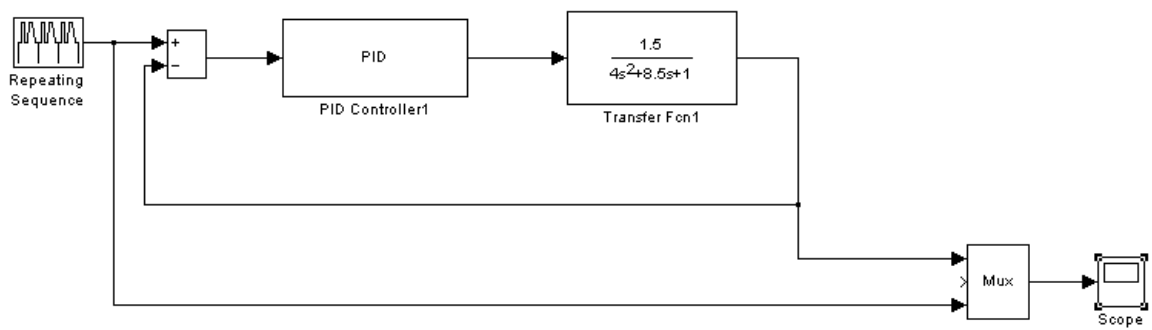 +
−
PID
1.5
4s²+8.5s+1
Repeating
Sequence
PID Controller1
Transfer Fcn1
Mux
Scope